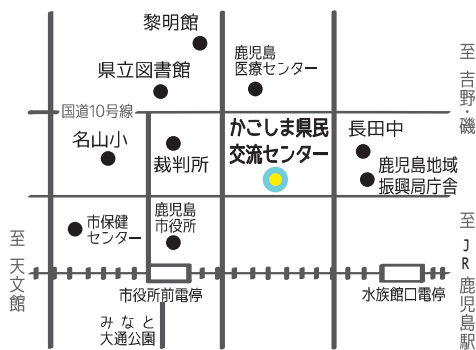 黎明館
県立図書館
鹿児島
医療センター
至 吉野・磯
国道10号線
名山小
裁判所
かごしま県民
交流センター
長田中
鹿児島地域
振興局庁舎
市保健
センター
鹿児島
市役所
至 天文館
至 JR鹿児島駅
市役所前電停
水族館口電停
みなと
大通公園